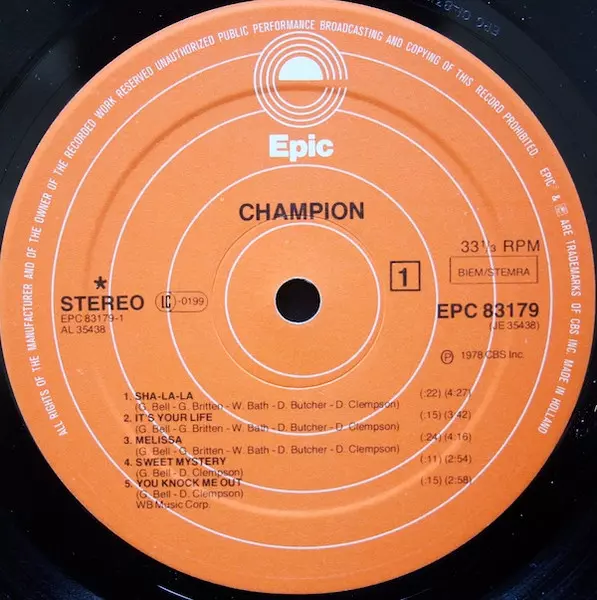 ALL RIGHTS OF THE MANUFACTURER AND OF THE OWNER OF THE RECORDED WORK RESERVED UNAUTHORIZED PUBLIC PERFORMANCE BROADCASTING AND COPYING OF THIS RECORD PROHIBITED. EPIC® & ARE TRADEMARKS OF CBS INC. MADE IN HOLLAND
Epic
CHAMPION
33 1/3 RPM
BIEM/STEMRA
*
STEREO
IC -0199
1
EPC 83179
EPC 83179-1
AL 35438
(JE 35438)
℗ 1978 CBS Inc.
1. SHA-LA-LA (:22) (4:27)
(G. Bell - G. Britten - W. Bath - D. Butcher - D. Clempson)
2. IT'S YOUR LIFE (:15) (3:42)
(G. Bell - G. Britten - W. Bath - D. Butcher - D. Clempson)
3. MELISSA (:24) (4:16)
(G. Bell - G. Britten - W. Bath - D. Butcher - D. Clempson)
4. SWEET MYSTERY (:11) (2:54)
(G. Bell - D. Clempson)
5. YOU KNOCK ME OUT (:15) (2:58)
(G. Bell - D. Clempson)
WB Music Corp.